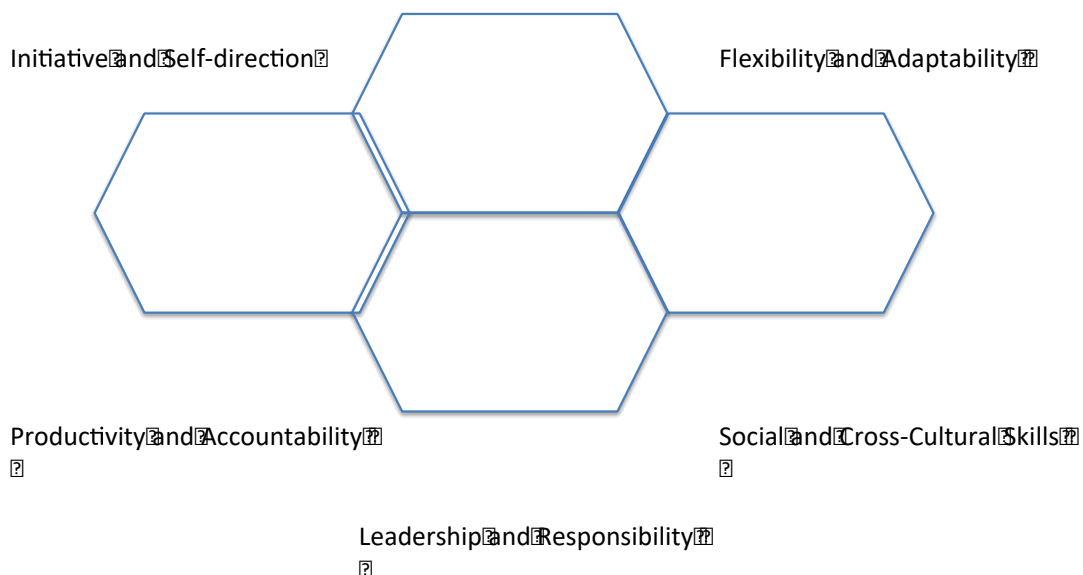 Initiative and Self-direction
Flexibility and Adaptability
Productivity and Accountability
Social and Cross-Cultural Skills
Leadership and Responsibility